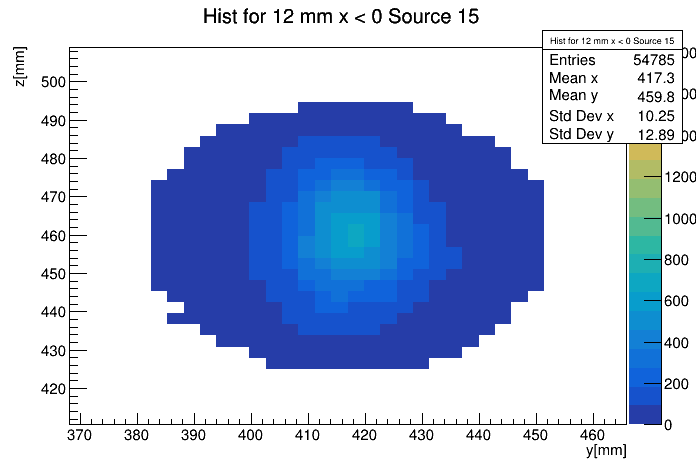 Hist for 12 mm x < 0 Source 15
z[mm]
500
490
480
470
460
450
440
430
420
370 380 390 400 410 420 430 440 450 460
y[mm]
Hist for 12 mm x < 0 Source 15
Entries 54785
Mean x 417.3
Mean y 459.8
Std Dev x 10.25
Std Dev y 12.89
1200
1000
800
600
400
200
0